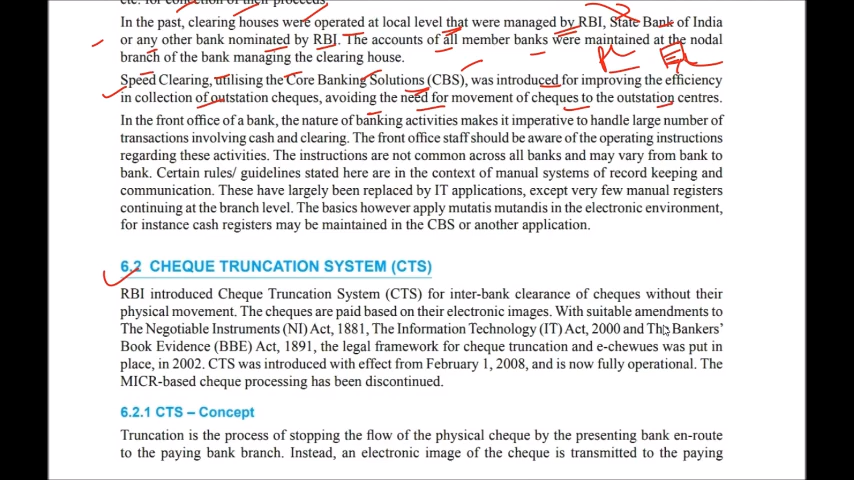 etc. for collection of their proceeds.
In the past, clearing houses were operated at local level that were managed by RBI, State Bank of India
or any other bank nominated by RBI. The accounts of all member banks were maintained at the nodal
branch of the bank managing the clearing house.
Speed Clearing, utilising the Core Banking Solutions (CBS), was introduced for improving the efficiency
in collection of outstation cheques, avoiding the need for movement of cheques to the outstation centres.
In the front office of a bank, the nature of banking activities makes it imperative to handle large number of
transactions involving cash and clearing. The front office staff should be aware of the operating instructions
regarding these activities. The instructions are not common across all banks and may vary from bank to
bank. Certain rules/ guidelines stated here are in the context of manual systems of record keeping and
communication. These have largely been replaced by IT applications, except very few manual registers
continuing at the branch level. The basics however apply mutatis mutandis in the electronic environment,
for instance cash registers may be maintained in the CBS or another application.
6.2 CHEQUE TRUNCATION SYSTEM (CTS)
RBI introduced Cheque Truncation System (CTS) for inter-bank clearance of cheques without their
physical movement. The cheques are paid based on their electronic images. With suitable amendments to
The Negotiable Instruments (NI) Act, 1881, The Information Technology (IT) Act, 2000 and The Bankers'
Book Evidence (BBE) Act, 1891, the legal framework for cheque truncation and e-chewues was put in
place, in 2002. CTS was introduced with effect from February 1, 2008, and is now fully operational. The
MICR-based cheque processing has been discontinued.
6.2.1 CTS – Concept
Truncation is the process of stopping the flow of the physical cheque by the presenting bank en-route
to the paying bank branch. Instead, an electronic image of the cheque is transmitted to the paying